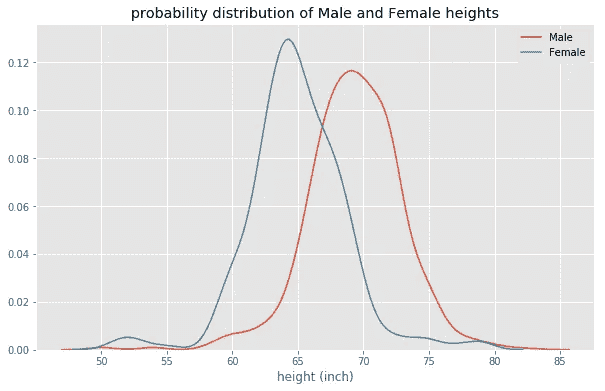 probability distribution of Male and Female heights
Male
Female
0.12
0.10
0.08
0.06
0.04
0.02
0.00
50 55 60 65 70 75 80 85
height (inch)